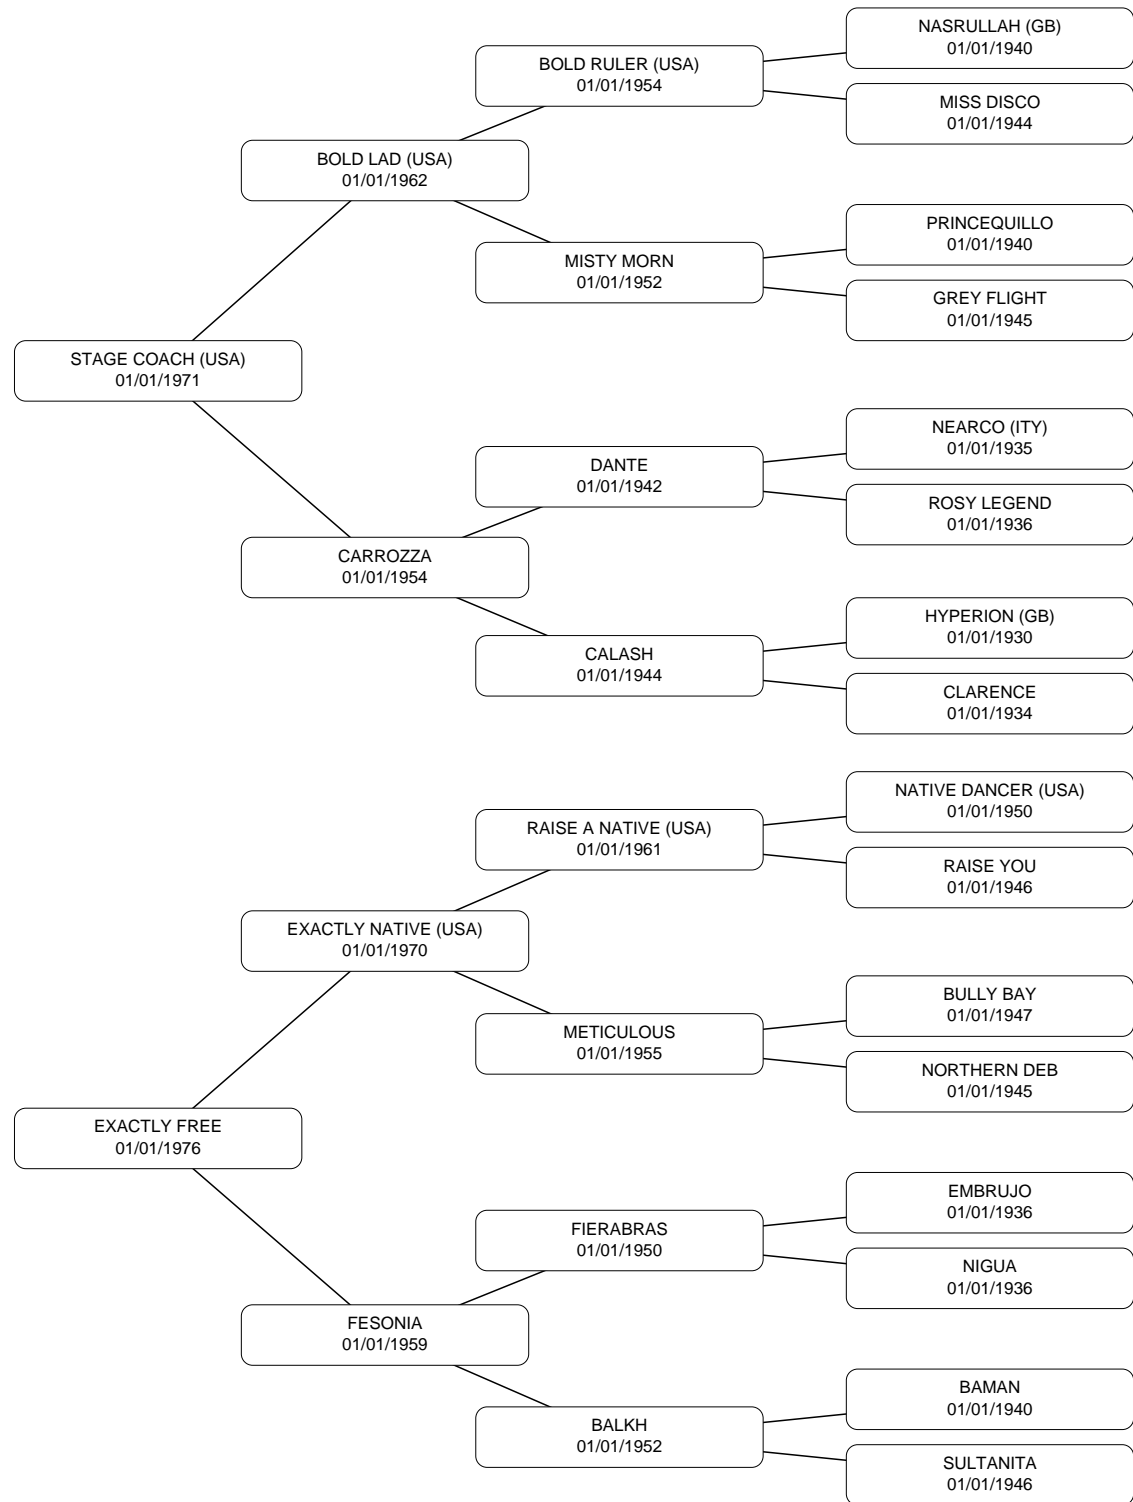 NASRULLAH (GB)
01/01/1940
BOLD RULER (USA)
01/01/1954
MISS DISCO
01/01/1944
BOLD LAD (USA)
01/01/1962
PRINCEQUILLO
01/01/1940
MISTY MORN
01/01/1952
GREY FLIGHT
01/01/1945
STAGE COACH (USA)
01/01/1971
NEARCO (ITY)
01/01/1935
DANTE
01/01/1942
ROSY LEGEND
01/01/1936
CARROZZA
01/01/1954
HYPERION (GB)
01/01/1930
CALASH
01/01/1944
CLARENCE
01/01/1934
NATIVE DANCER (USA)
01/01/1950
RAISE A NATIVE (USA)
01/01/1961
RAISE YOU
01/01/1946
EXACTLY NATIVE (USA)
01/01/1970
BULLY BAY
01/01/1947
METICULOUS
01/01/1955
NORTHERN DEB
01/01/1945
EXACTLY FREE
01/01/1976
EMBRUJO
01/01/1936
FIERABRAS
01/01/1950
NIGUA
01/01/1936
FESONIA
01/01/1959
BAMAN
01/01/1940
BALKH
01/01/1952
SULTANITA
01/01/1946